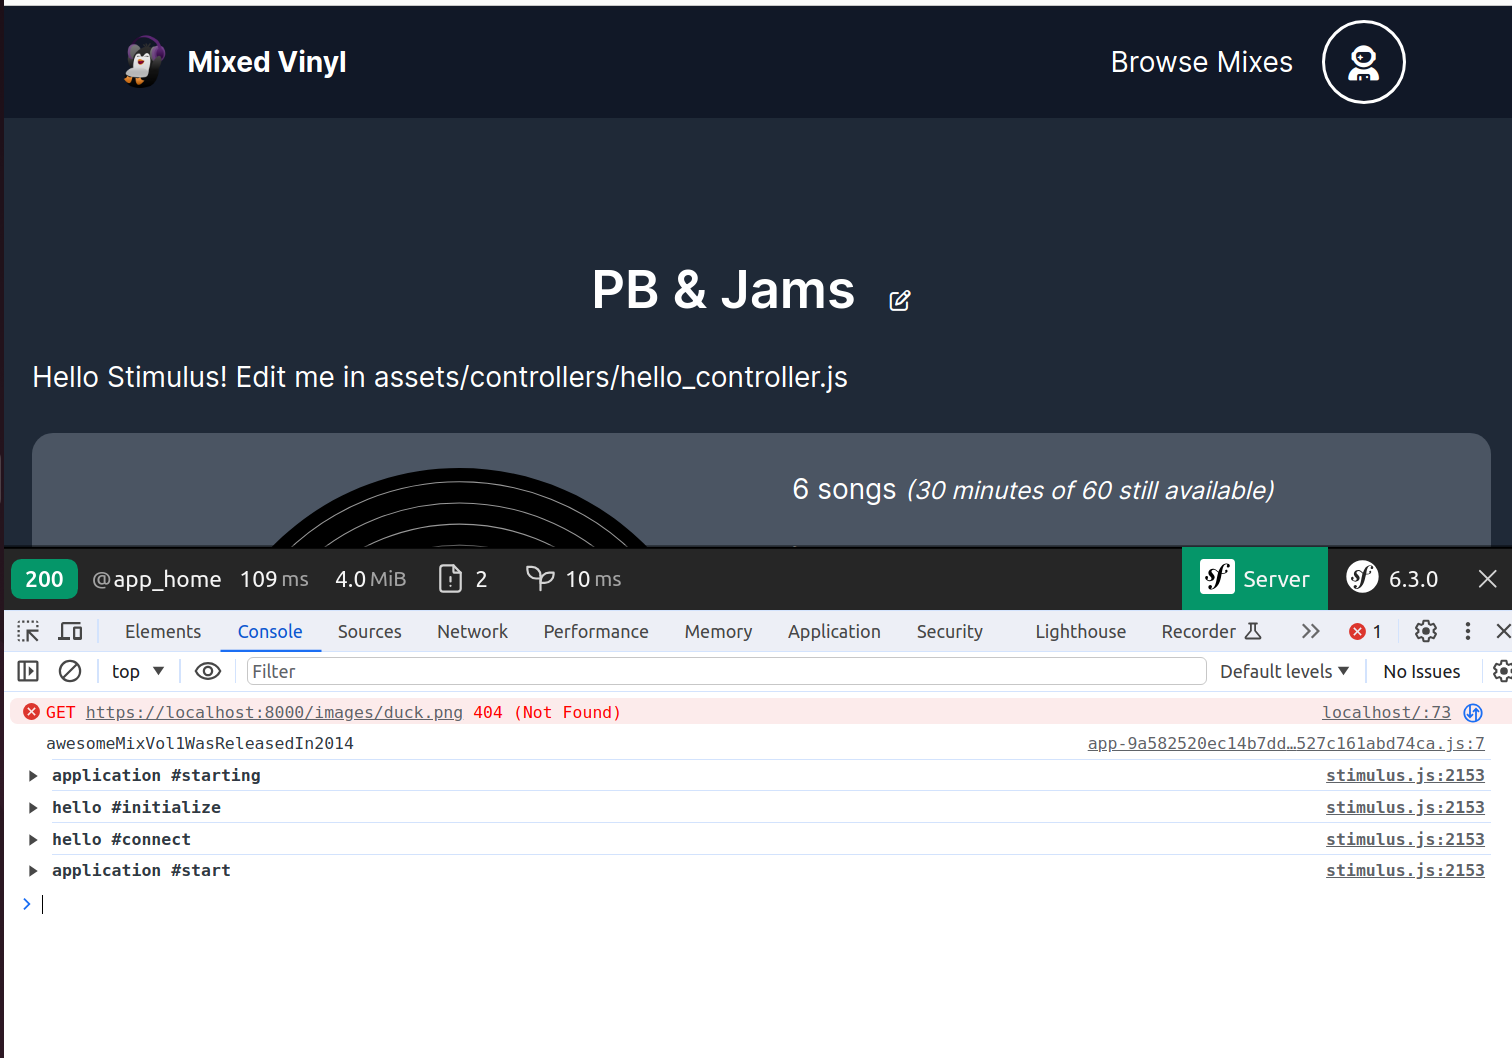 Mixed Vinyl
Browse Mixes
PB & Jams
Hello Stimulus! Edit me in assets/controllers/hello_controller.js
6 songs (30 minutes of 60 still available)
200 @app_home 109 ms 4.0 MiB 2 10 ms sf Server sf 6.3.0
Elements Console Sources Network Performance Memory Application Security Lighthouse Recorder 1
top Filter Default levels No Issues
GET https://localhost:8000/images/duck.png 404 (Not Found) localhost/:73
awesomeMixVol1WasReleasedIn2014 app-9a582520ec14b7dd…527c161abd74ca.js:7
application #starting stimulus.js:2153
hello #initialize stimulus.js:2153
hello #connect stimulus.js:2153
application #start stimulus.js:2153